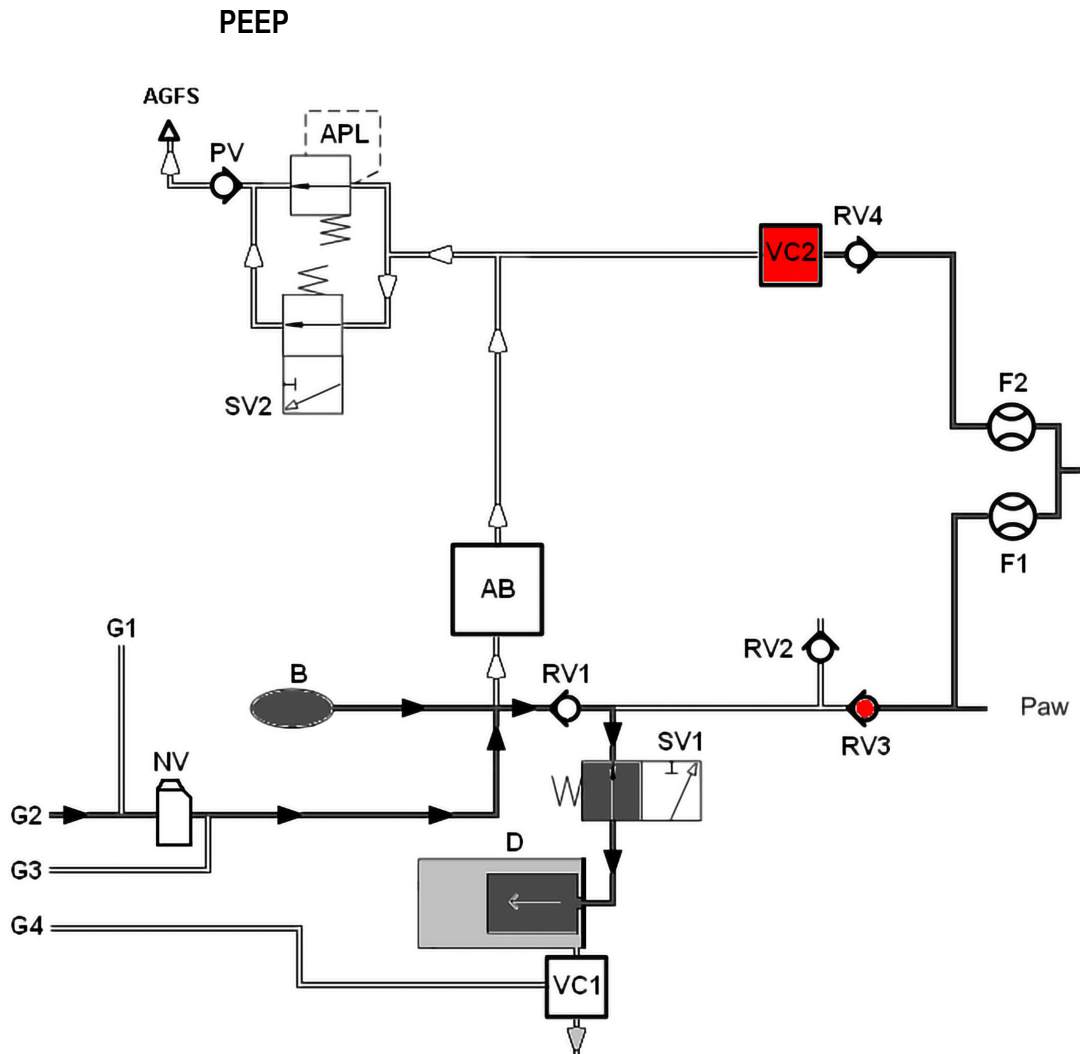 PEEP
AGFS
PV
APL
SV2
VC2
RV4
F2
F1
AB
G1
B
RV1
RV2
RV3
Paw
SV1
NV
G2
G3
G4
D
VC1